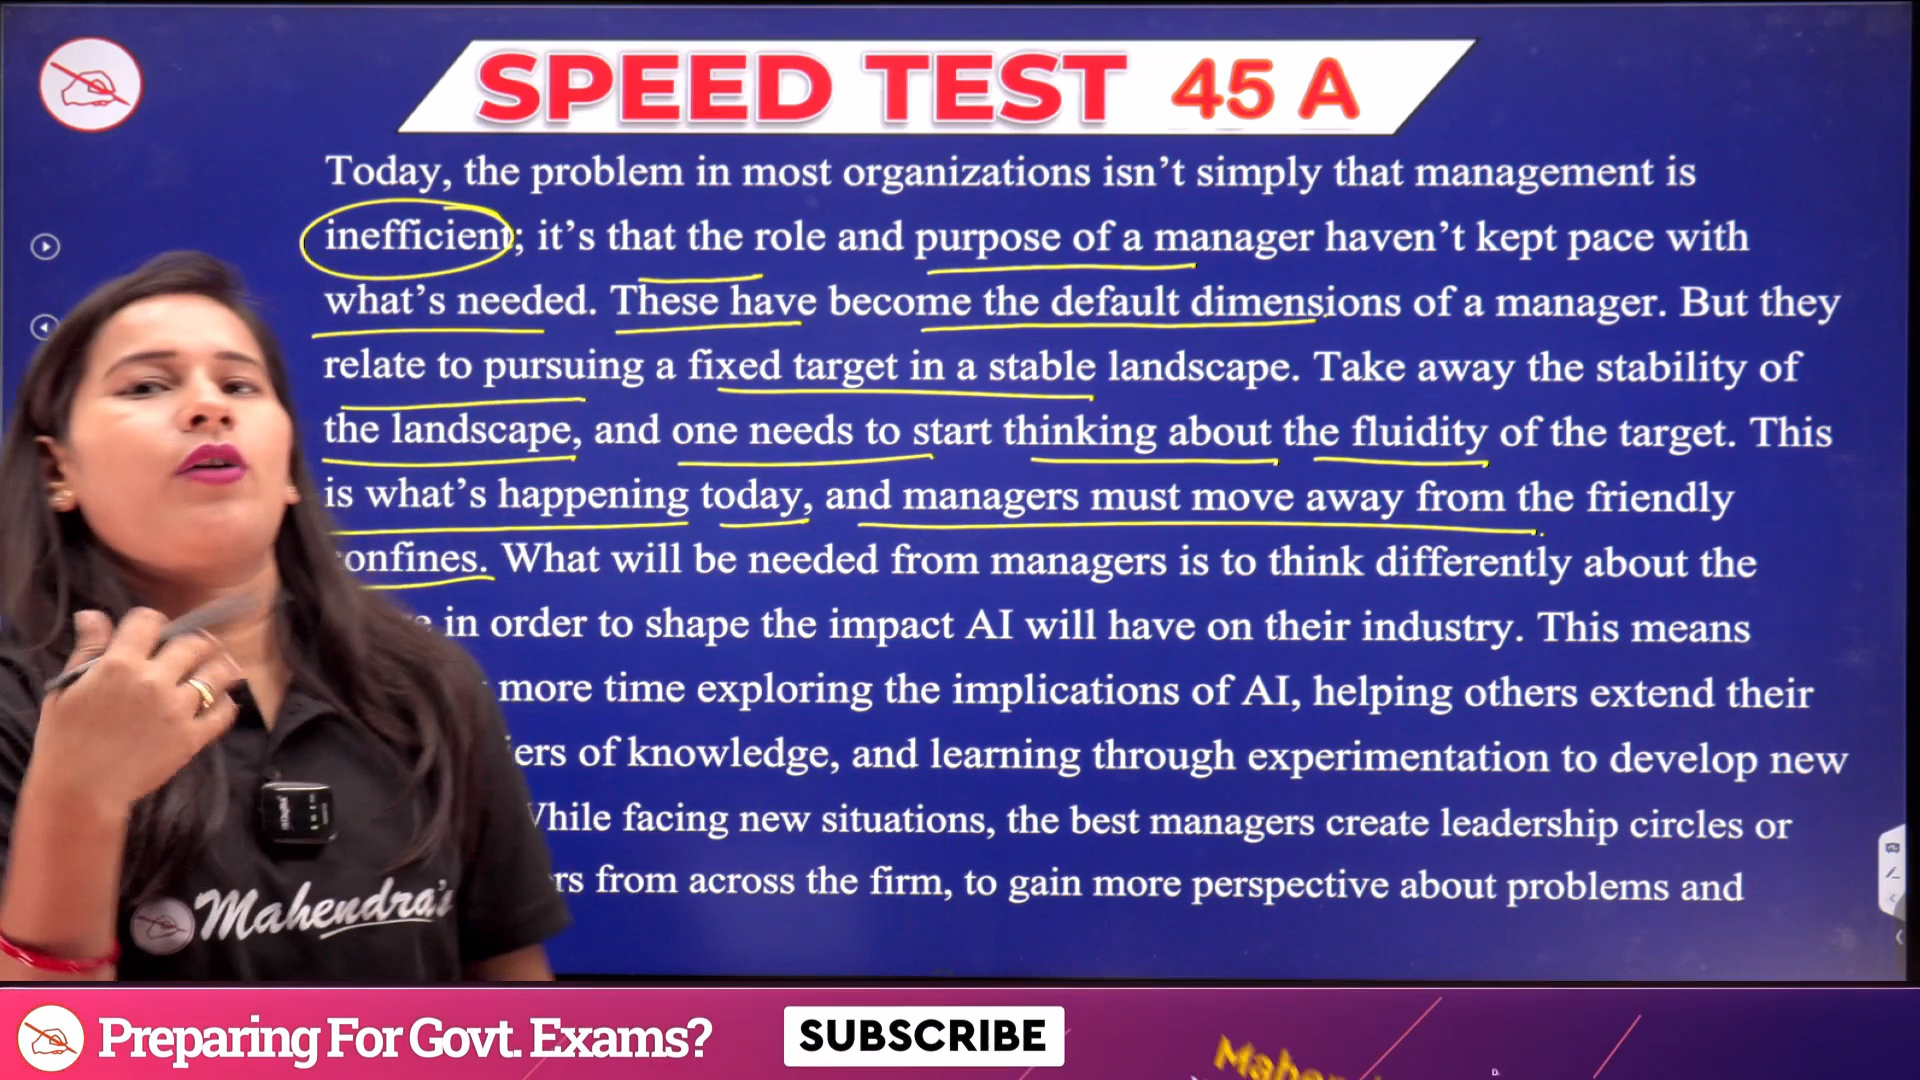 SPEED TEST 45 A
Today, the problem in most organizations isn't simply that management is
inefficient; it's that the role and purpose of a manager haven't kept pace with
what's needed. These have become the default dimensions of a manager. But they
relate to pursuing a fixed target in a stable landscape. Take away the stability of
the landscape, and one needs to start thinking about the fluidity of the target. This
is what's happening today, and managers must move away from the friendly
confines. What will be needed from managers is to think differently about the
in order to shape the impact AI will have on their industry. This means
more time exploring the implications of AI, helping others extend their
of knowledge, and learning through experimentation to develop new
While facing new situations, the best managers create leadership circles or
from across the firm, to gain more perspective about problems and
Mahendra's
Preparing For Govt. Exams?
SUBSCRIBE